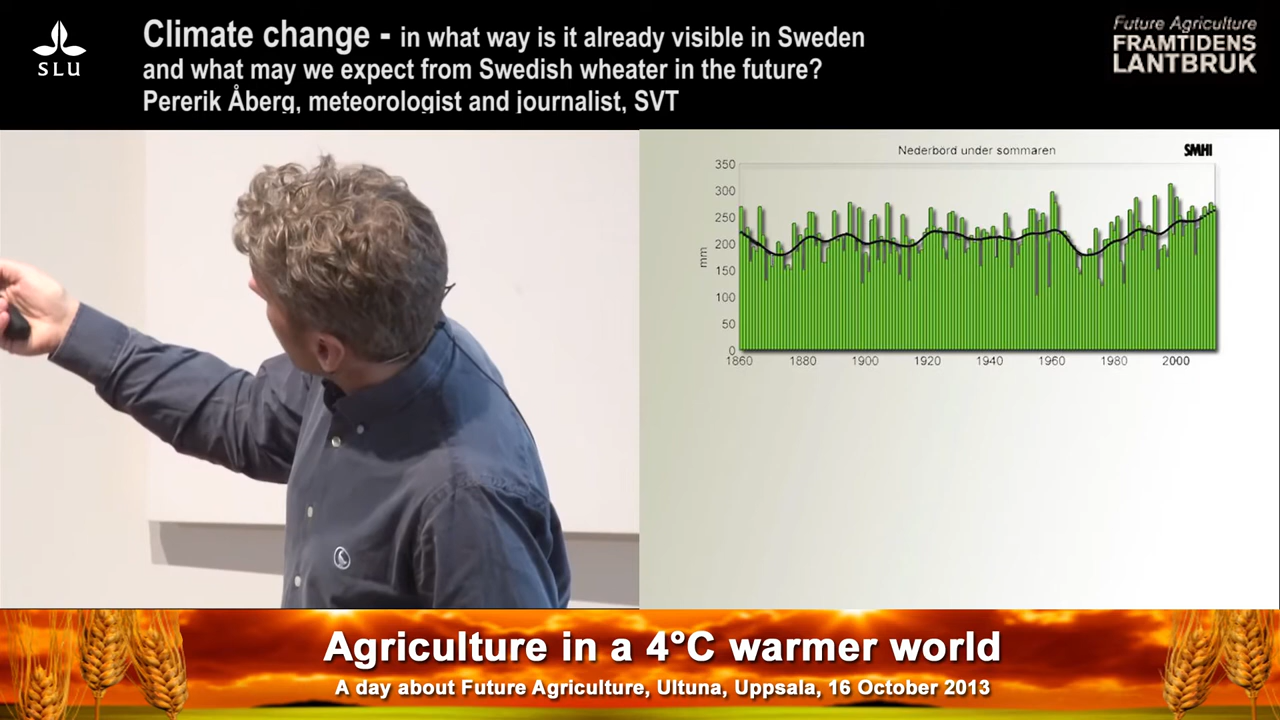 SLU
Climate change - in what way is it already visible in Sweden
and what may we expect from Swedish wheater in the future?
Pererik Åberg, meteorologist and journalist, SVT
Future Agriculture
FRAMTIDENS
LANTBRUK
Nederbörd under sommaren
SMHI
350
300
250
200
150
100
50
0
mm
1860 1880 1900 1920 1940 1960 1980 2000
Agriculture in a 4°C warmer world
A day about Future Agriculture, Ultuna, Uppsala, 16 October 2013